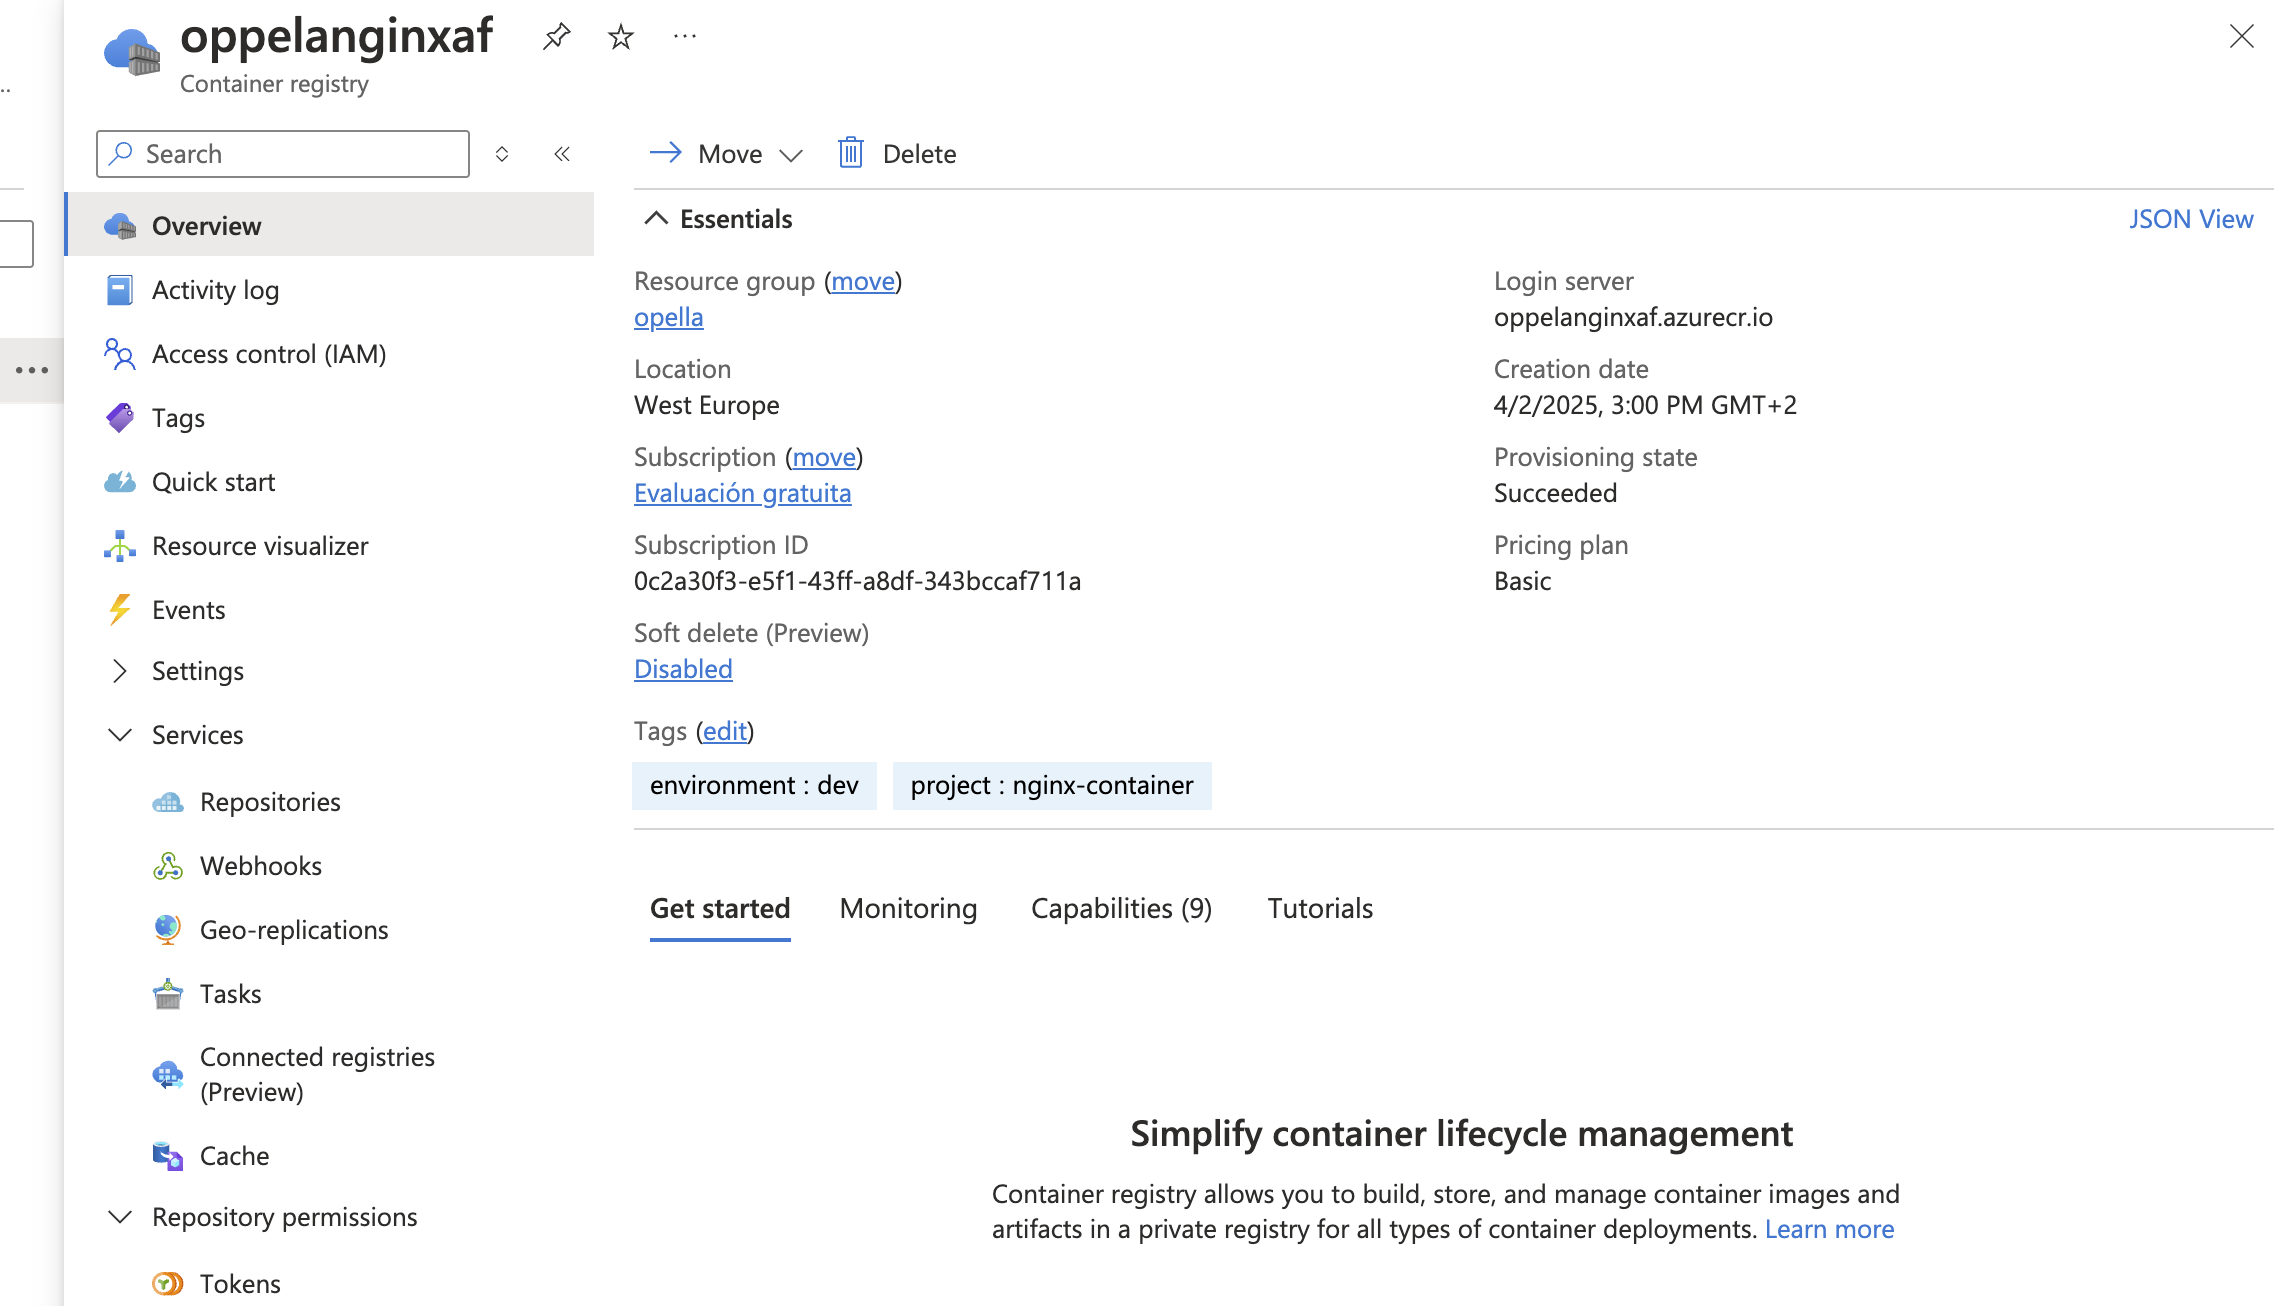 oppelanginxaf
Container registry
Search
Overview
Activity log
Access control (IAM)
Tags
Quick start
Resource visualizer
Events
Settings
Services
Repositories
Webhooks
Geo-replications
Tasks
Connected registries
(Preview)
Cache
Repository permissions
Tokens
Move
Delete
Essentials
JSON View
Resource group (move)
opella
Location
West Europe
Subscription (move)
Evaluación gratuita
Subscription ID
0c2a30f3-e5f1-43ff-a8df-343bccaf711a
Soft delete (Preview)
Disabled
Login server
oppelanginxaf.azurecr.io
Creation date
4/2/2025, 3:00 PM GMT+2
Provisioning state
Succeeded
Pricing plan
Basic
Tags (edit)
environment : dev
project : nginx-container
Get started
Monitoring
Capabilities (9)
Tutorials
Simplify container lifecycle management
Container registry allows you to build, store, and manage container images and
artifacts in a private registry for all types of container deployments. Learn more